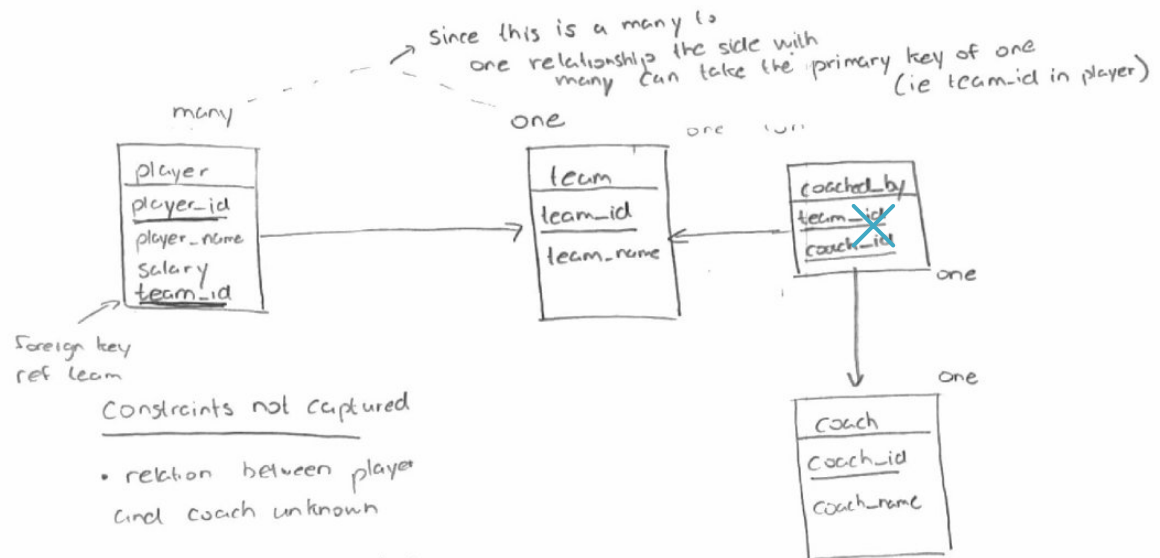 Since this is a many to
one relationship the side with
many can take the primary key of one
(ie team_id in player)
many
one
one
player
player_id
player_name
salary
team_id
team
team_id
team_name
coached_by
team_id
coach_id
one
foreign key
ref team
one
coach
coach_id
coach_name
Constraints not captured
• relation between player
and coach unknown